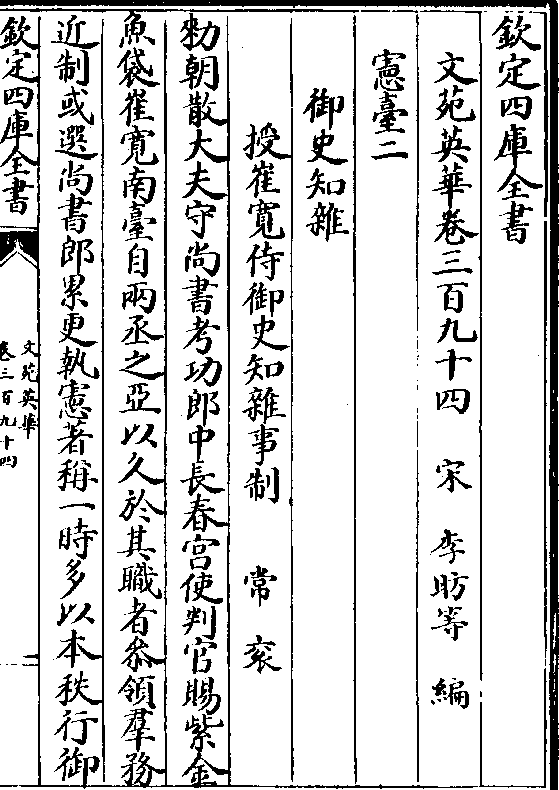 欽定四庫全書
文苑英華卷三百九十四 宋 李昉等 編
憲臺二
御史知雜
授崔寛侍御史知雜事制 常衮
勑朝散大夫守尚書考功郎中長春宫使判官賜紫金
魚袋崔寛南臺自兩丞之亞以久於其職者叅領羣務
近制或選尚書郎累更執憲著稱一時多以本秩行御
欽定四庫全書
文苑英華
卷三百九十四